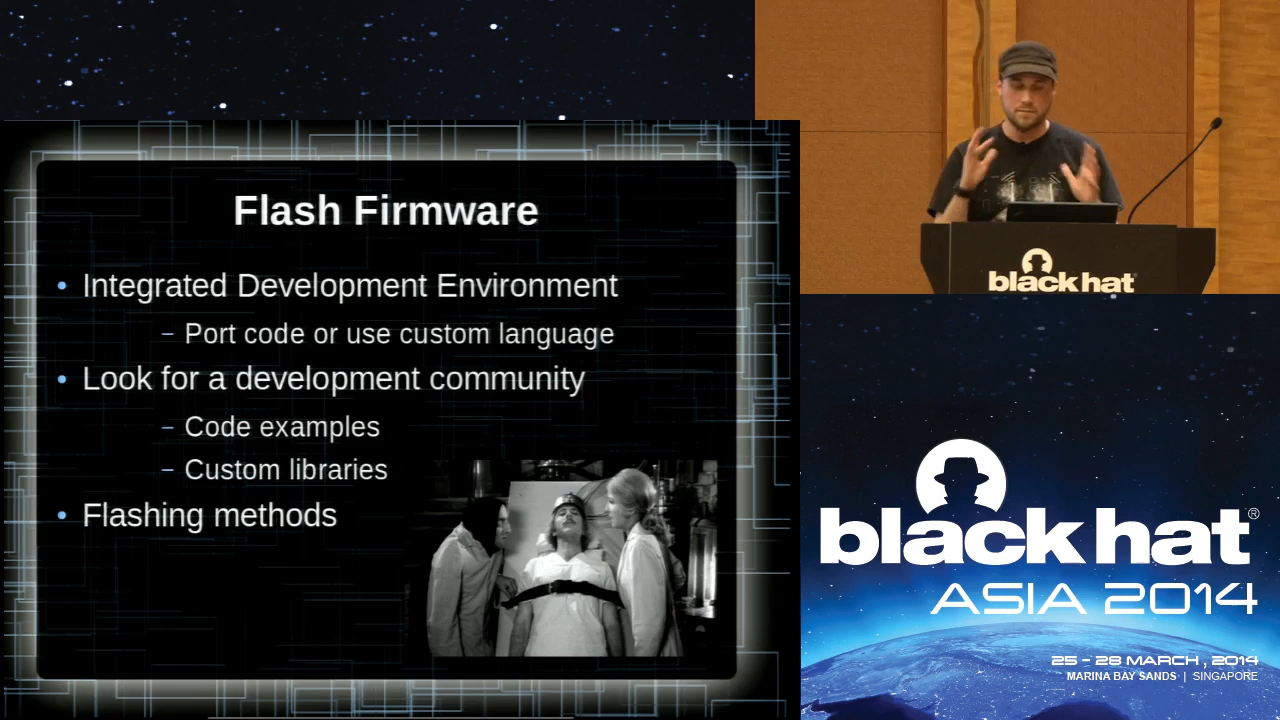 Flash Firmware
• Integrated Development Environment
– Port code or use custom language
• Look for a development community
– Code examples
– Custom libraries
• Flashing methods
black hat
black hat®
ASIA 2014
25 - 28 MARCH , 2014
MARINA BAY SANDS | SINGAPORE